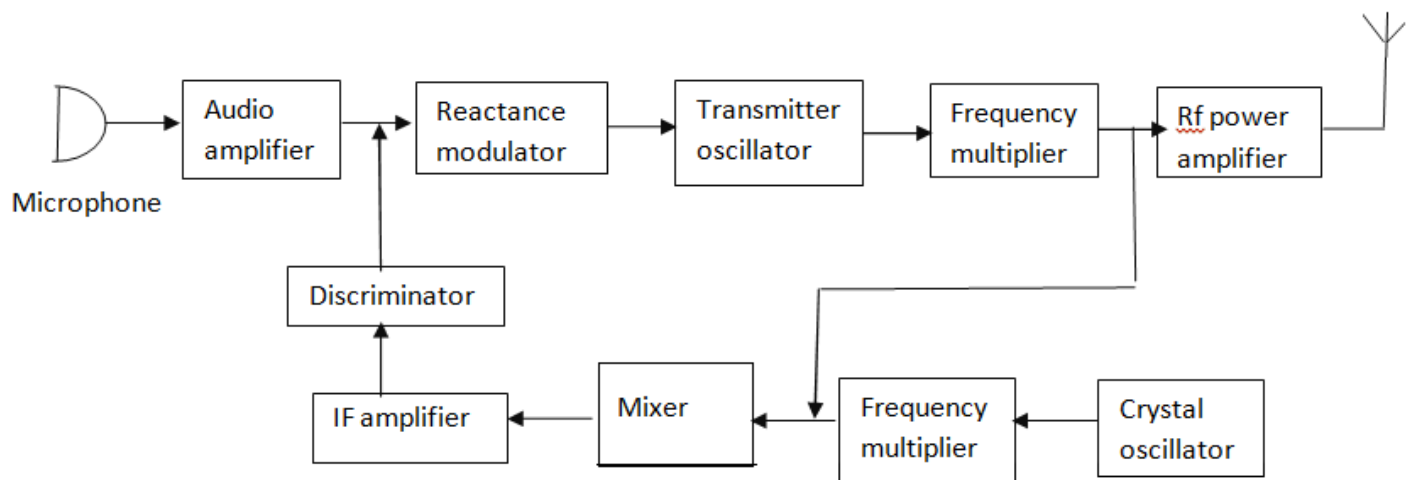 Audio
amplifier
Reactance
modulator
Transmitter
oscillator
Frequency
multiplier
Rf power
amplifier
Microphone
Discriminator
IF amplifier
Mixer
Frequency
multiplier
Crystal
oscillator